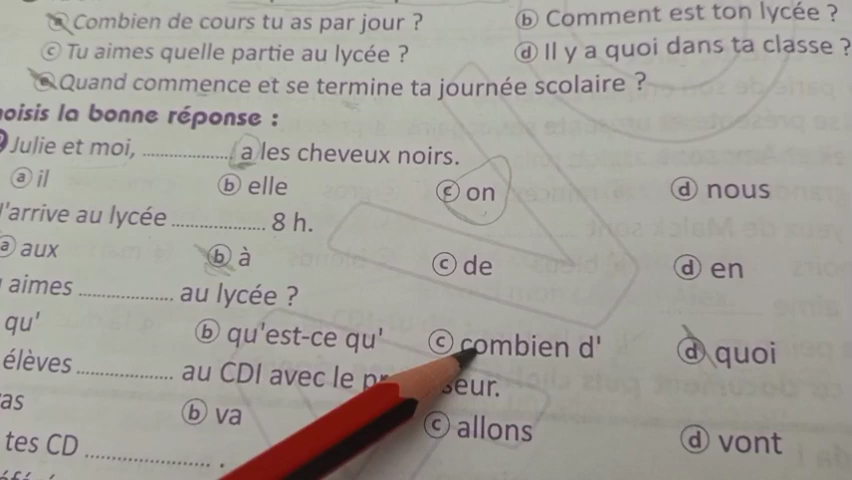 ⓐ Combien de cours tu as par jour ? ⓑ Comment est ton lycée ?
ⓒ Tu aimes quelle partie au lycée ? ⓓ Il y a quoi dans ta classe ?
Quand commence et se termine ta journée scolaire ?
oisis la bonne réponse :
Julie et moi, ............... a les cheveux noirs.
ⓐ il ⓑ elle ⓒ on ⓓ nous
J'arrive au lycée ............... 8 h.
ⓐ aux ⓑ à ⓒ de ⓓ en
aimes ............... au lycée ?
qu' ⓑ qu'est-ce qu' ⓒ combien d' ⓓ quoi
élèves ............... au CDI avec le pr seur.
as ⓑ va ⓒ allons ⓓ vont
tes CD ............... .